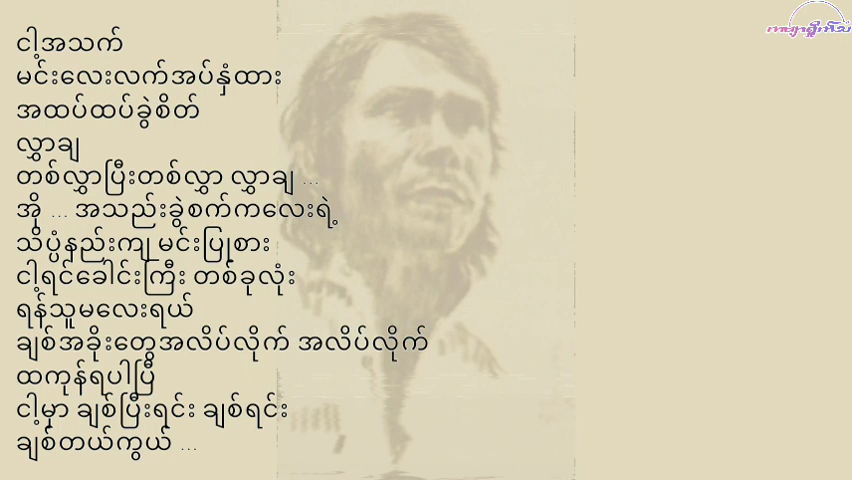 ငါ့အသက်
မင်းလေးလက်အပ်နှံထား
အထပ်ထပ်ခွဲစိတ်
လွှာချ
တစ်လွှာပြီးတစ်လွှာ လွှာချ ...
အို ... အသည်းခွဲစက်ကလေးရဲ့
သိပ္ပံနည်းကျ မင်းပြုစား
ငါ့ရင်ခေါင်းကြီး တစ်ခုလုံး
ရန်သူမလေးရယ်
ချစ်အခိုးတွေအလိပ်လိုက် အလိပ်လိုက်
ထကုန်ရပါပြီ
ငါ့မှာ ချစ်ပြီးရင်း ချစ်ရင်း
ချစ်တယ်ကွယ် ...